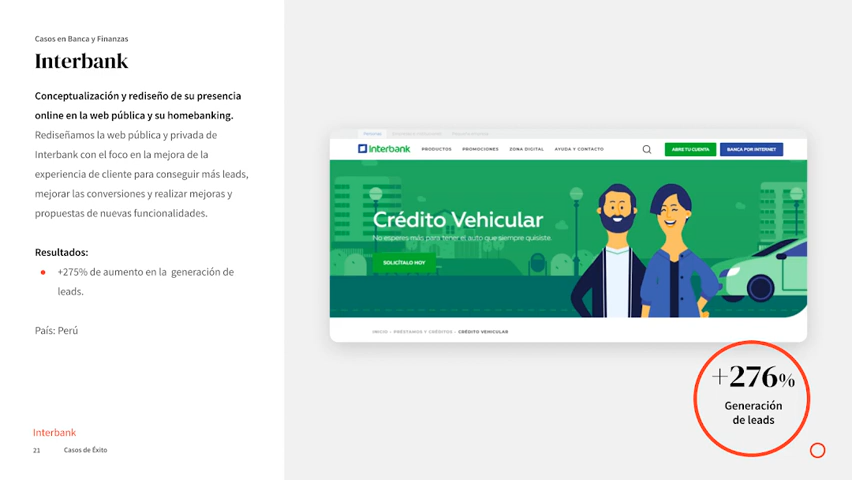 Casos en Banca y Finanzas
Interbank
Conceptualización y rediseño de su presencia
online en la web pública y su homebanking.
Rediseñamos la web pública y privada de
Interbank con el foco en la mejora de la
experiencia de cliente para conseguir más leads,
mejorar las conversiones y realizar mejoras y
propuestas de nuevas funcionalidades.
Resultados:
+275% de aumento en la generación de
leads.
País: Perú
Interbank
21 Casos de Éxito
Personas
Interbank PRODUCTOS PROMOCIONES ZONA DIGITAL AYUDA Y CONTACTO ABRE TU CUENTA BANCA POR INTERNET
Crédito Vehicular
No esperes más para tener el auto que siempre quisiste.
SOLICÍTALO HOY
INICIO - PRÉSTAMOS Y CRÉDITOS - CRÉDITO VEHICULAR
+276%
Generación
de leads